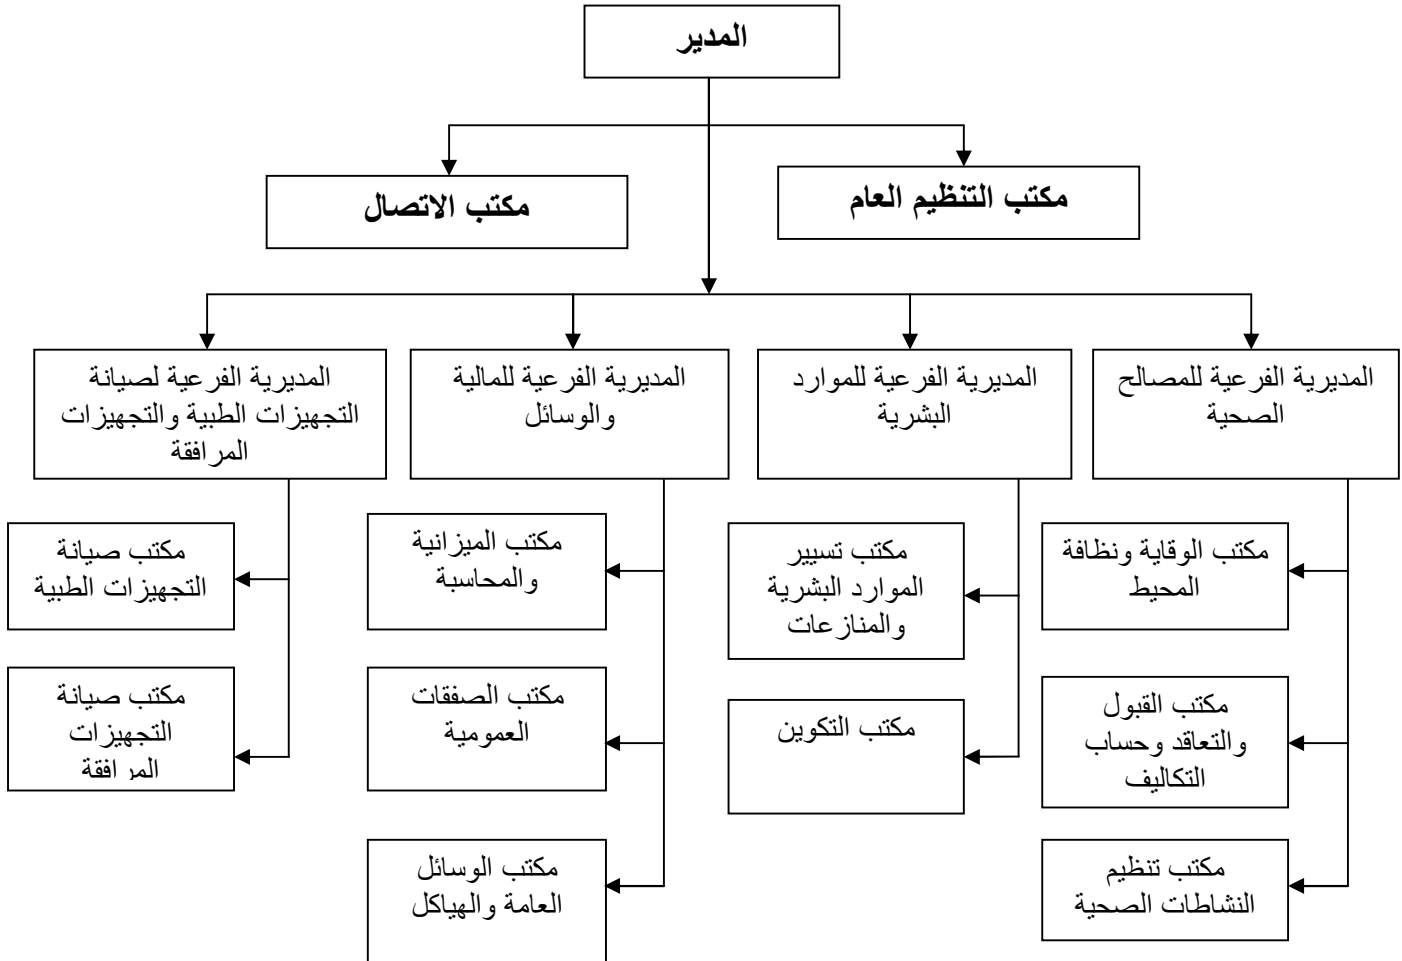 المدير
مكتب التنظيم العام
مكتب الاتصال
المديرية الفرعية للمصالح
الصحية
المديرية الفرعية للموارد
البشرية
المديرية الفرعية للمالية
والوسائل
المديرية الفرعية لصيانة
التجهيزات الطبية والتجهيزات
المرافقة
مكتب الوقاية ونظافة
المحيط
مكتب القبول
والتعاقد وحساب
التكاليف
مكتب تنظيم
النشاطات الصحية
مكتب تسيير
الموارد البشرية
والمنازعات
مكتب التكوين
مكتب الميزانية
والمحاسبة
مكتب الصفقات
العمومية
مكتب الوسائل
العامة والهياكل
مكتب صيانة
التجهيزات الطبية
مكتب صيانة
التجهيزات
المرافقة